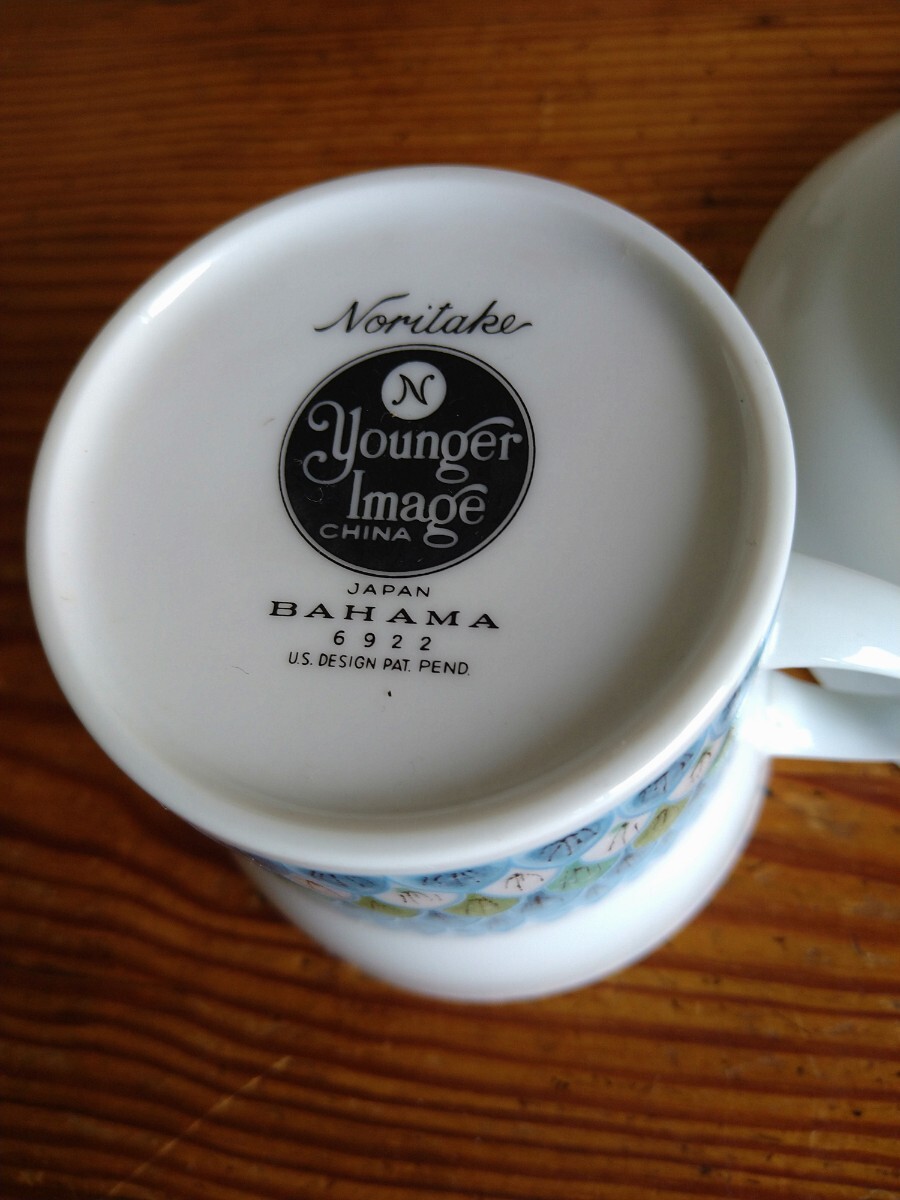 Noritake
N
Younger
Image
CHINA
JAPAN
BAHAMA
6922
U.S. DESIGN PAT. PEND.